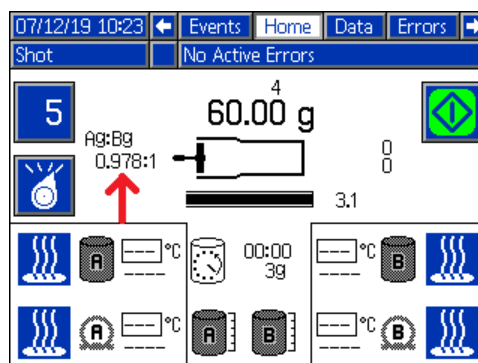 07/12/19 10:23 Events Home Data Errors
Shot No Active Errors
5
4
60.00 g
Ag:Bg
0.978:1
0
0
3.1
A --- °C
----
00:00
3g
--- °C B
----
A --- °C
----
A B
--- °C B
----